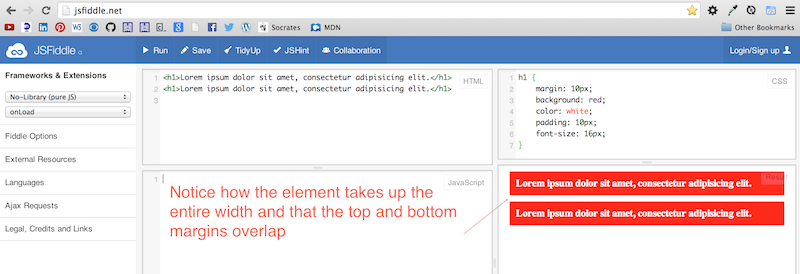 jsfiddle.net
Socrates
MDN
Other Bookmarks
JSFiddle α
Run
Save
TidyUp
JSHint
Collaboration
Login/Sign up
Frameworks & Extensions
No-Library (pure JS)
onLoad
Fiddle Options
External Resources
Languages
Ajax Requests
Legal, Credits and Links
1 <h1>Lorem ipsum dolor sit amet, consectetur adipisicing elit.</h1>
2 <h1>Lorem ipsum dolor sit amet, consectetur adipisicing elit.</h1>
3
HTML
1 h1 {
2 margin: 10px;
3 background: red;
4 color: white;
5 padding: 10px;
6 font-size: 16px;
7 }
CSS
1
JavaScript
Notice how the element takes up the
entire width and that the top and bottom
margins overlap
Result
Lorem ipsum dolor sit amet, consectetur adipisicing elit.
Lorem ipsum dolor sit amet, consectetur adipisicing elit.